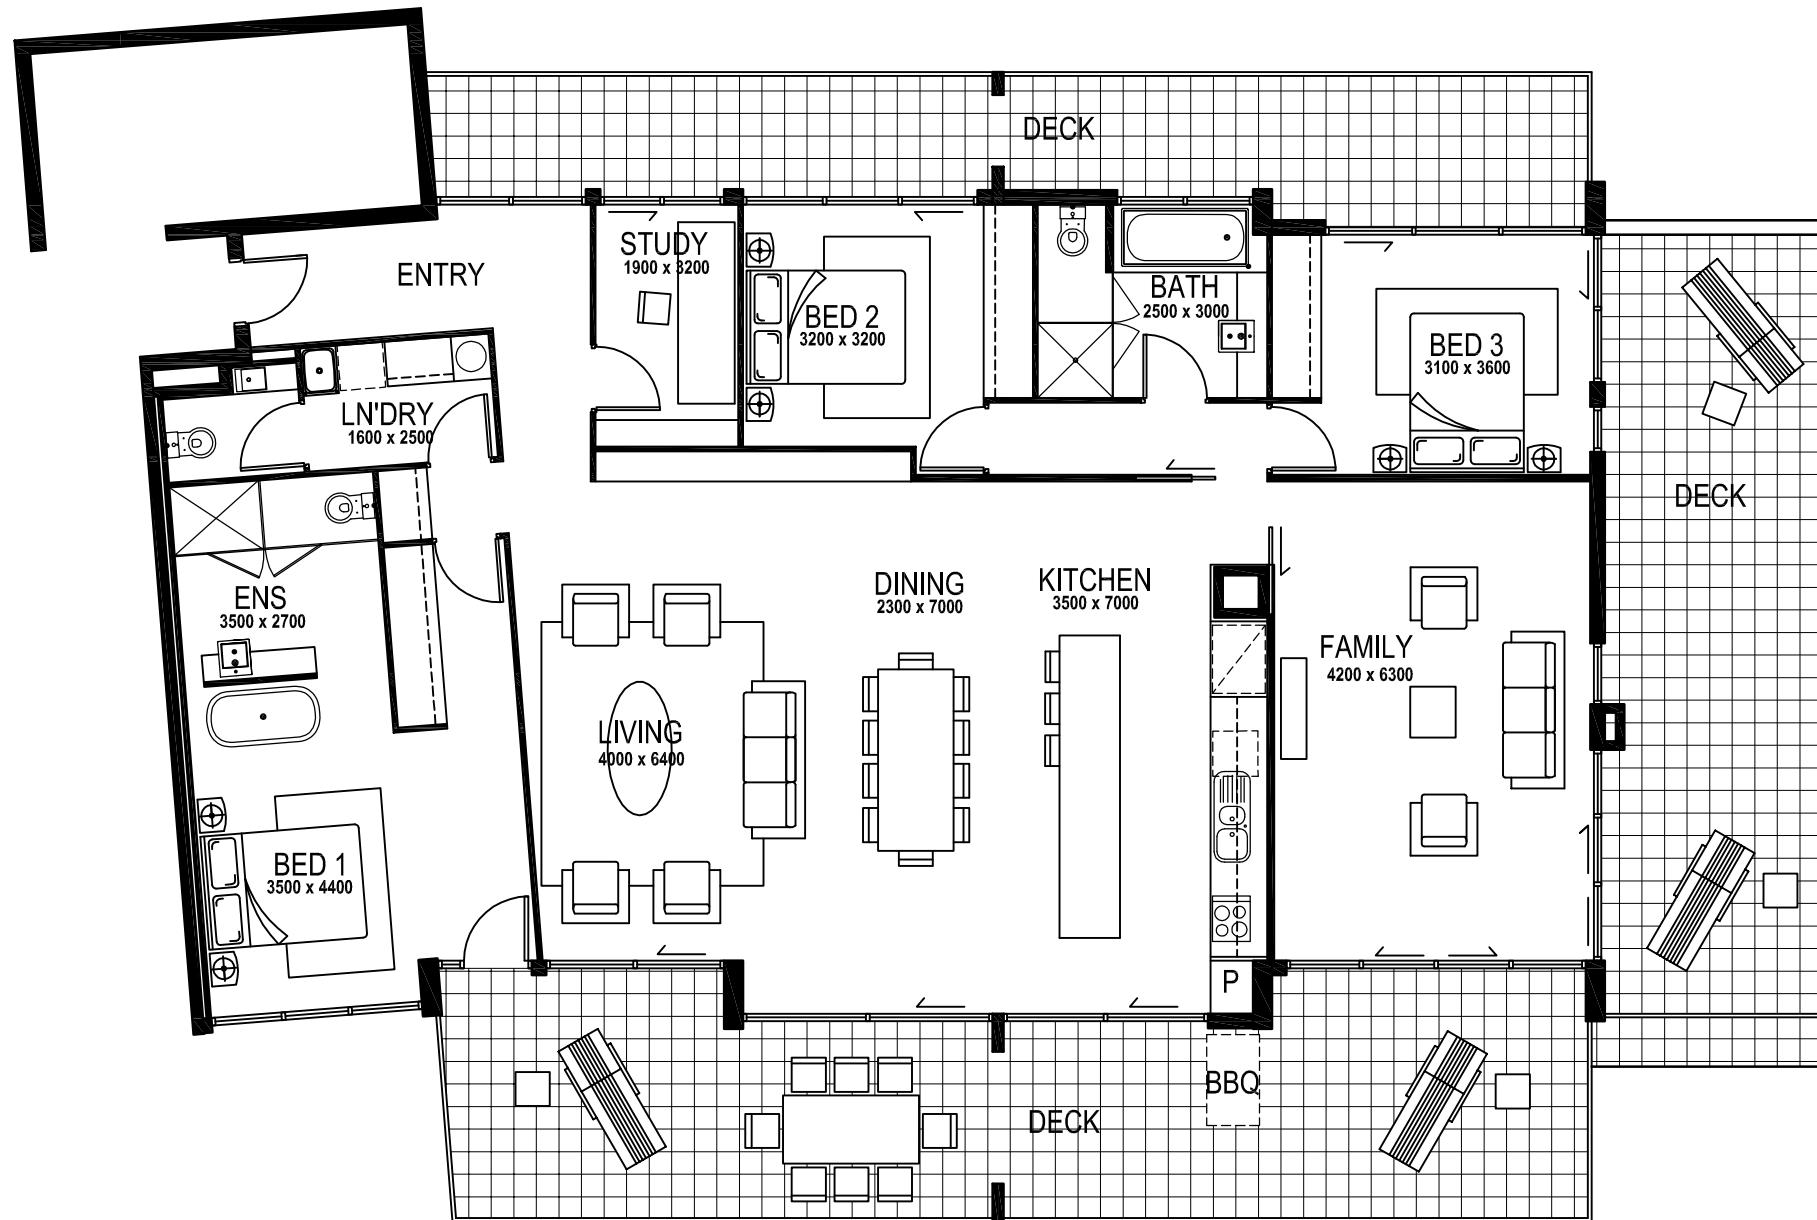 DECK
STUDY
1900 x 3200
ENTRY
BATH
2500 x 3000
BED 2
3200 x 3200
BED 3
3100 x 3600
LN'DRY
1600 x 2500
DECK
ENS
3500 x 2700
DINING
2300 x 7000
KITCHEN
3500 x 7000
FAMILY
4200 x 6300
LIVING
4000 x 6400
BED 1
3500 x 4400
P
BBQ
DECK